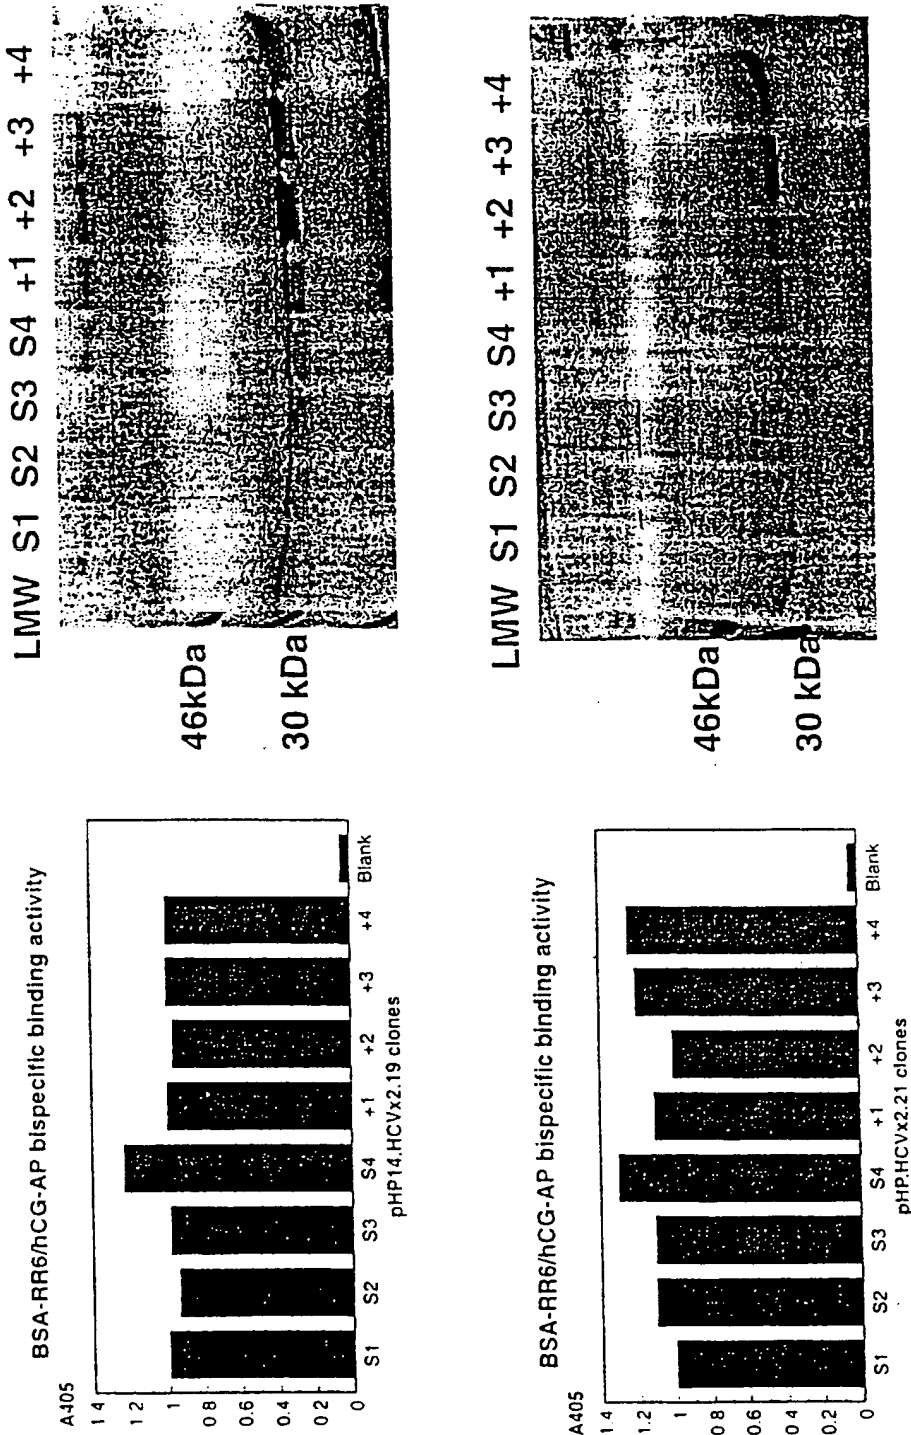 BSA-RR6/hCG-AP bispecific binding activity
A405
1 4
1.2
1
0 8
0.6
0.4
0 2
0
S1 S2 S3 S4 +1 +2 +3 +4 Blank
pHP14.HCVx2.19 clones
LMW S1 S2 S3 S4 +1 +2 +3 +4
46kDa
30 kDa
BSA-RR6/hCG-AP bispecific binding activity
A405
1 4
1.2
1
0 8
0.6
0 4
0.2
0
S1 S2 S3 S4 +1 +2 +3 +4 Blank
pHP.HCVx2.21 clones
LMW S1 S2 S3 S4 +1 +2 +3 +4
46kDa
30 kDa